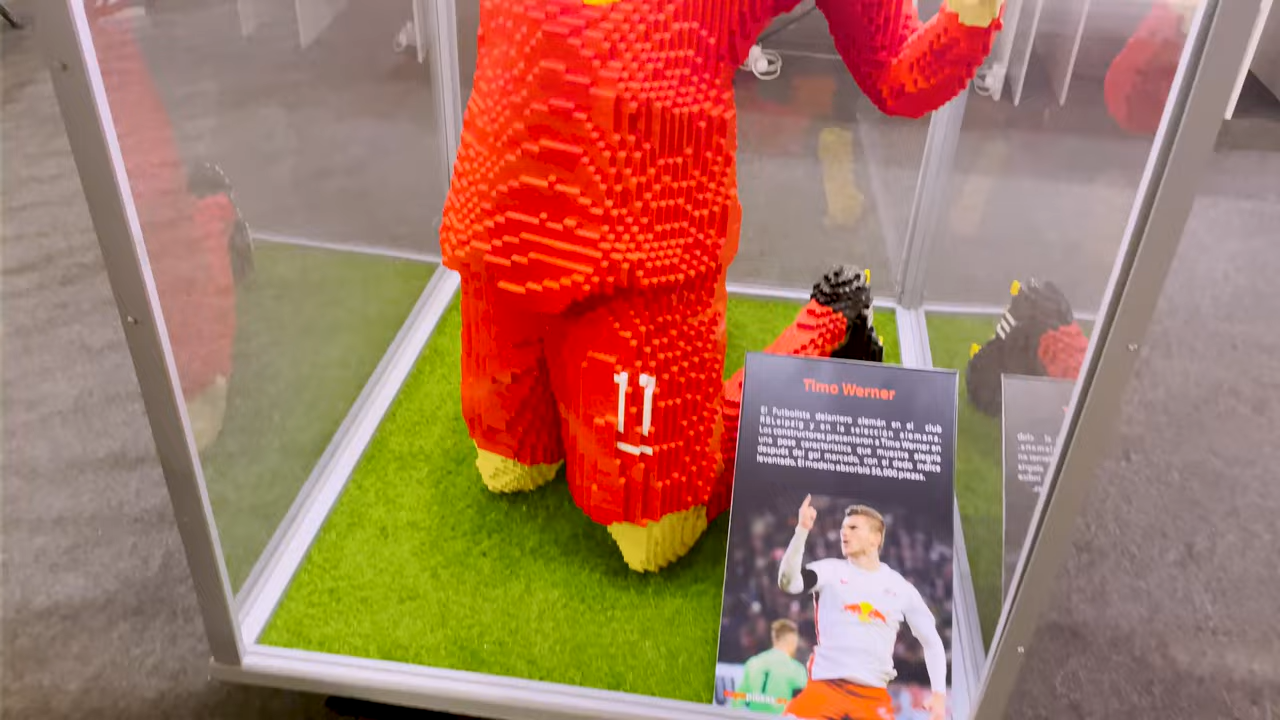 11
Timo Werner
El Futbolista delantero alemán en el club
RBLeipzig y en la selección alemana.
Los constructores presentaron a Timo Werner en
una pose característica que muestra alegría
después del gol marcado, con el dedo índice
levantado. El modelo absorbió 50,000 piezas.
1